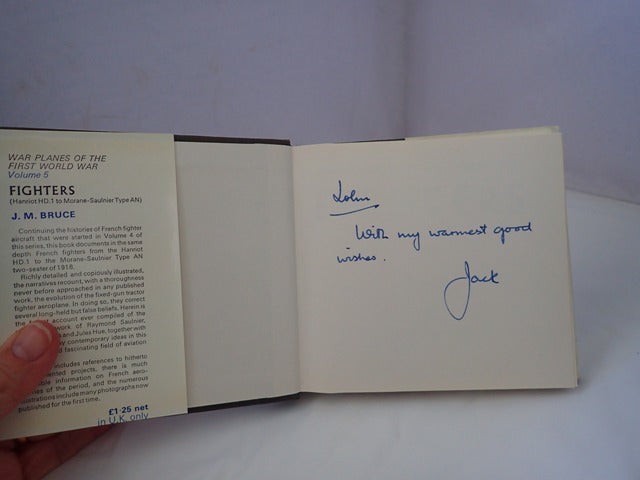 WAR PLANES OF THE
FIRST WORLD WAR
Volume 5
FIGHTERS
(Hanriot HD.1 to Morane-Saulnier Type AN)
J. M. BRUCE
Continuing the histories of French fighter
aircraft that were started in Volume 4 of
this series, this book documents in the same
depth French fighters from the Hanriot
HD.1 to the Morane-Saulnier Type AN
two-seater of 1918.
Richly detailed and copiously illustrated,
the narratives recount, with a thoroughness
never before approached in any published
work, the evolution of the fixed-gun tractor
fighter aeroplane. In doing so, they correct
several long-held but false beliefs. Herein is
the account ever compiled of the
work of Raymond Saulnier,
and Jules Hue, together with
contemporary ideas in this
and fascinating field of aviation
includes references to hitherto
projects, there is much
information on French aero-
of the period, and the numerous
illustrations include many photographs now
published for the first time.
£1·25 net
in U.K. only
John
With my warmest good
wishes.
Jack